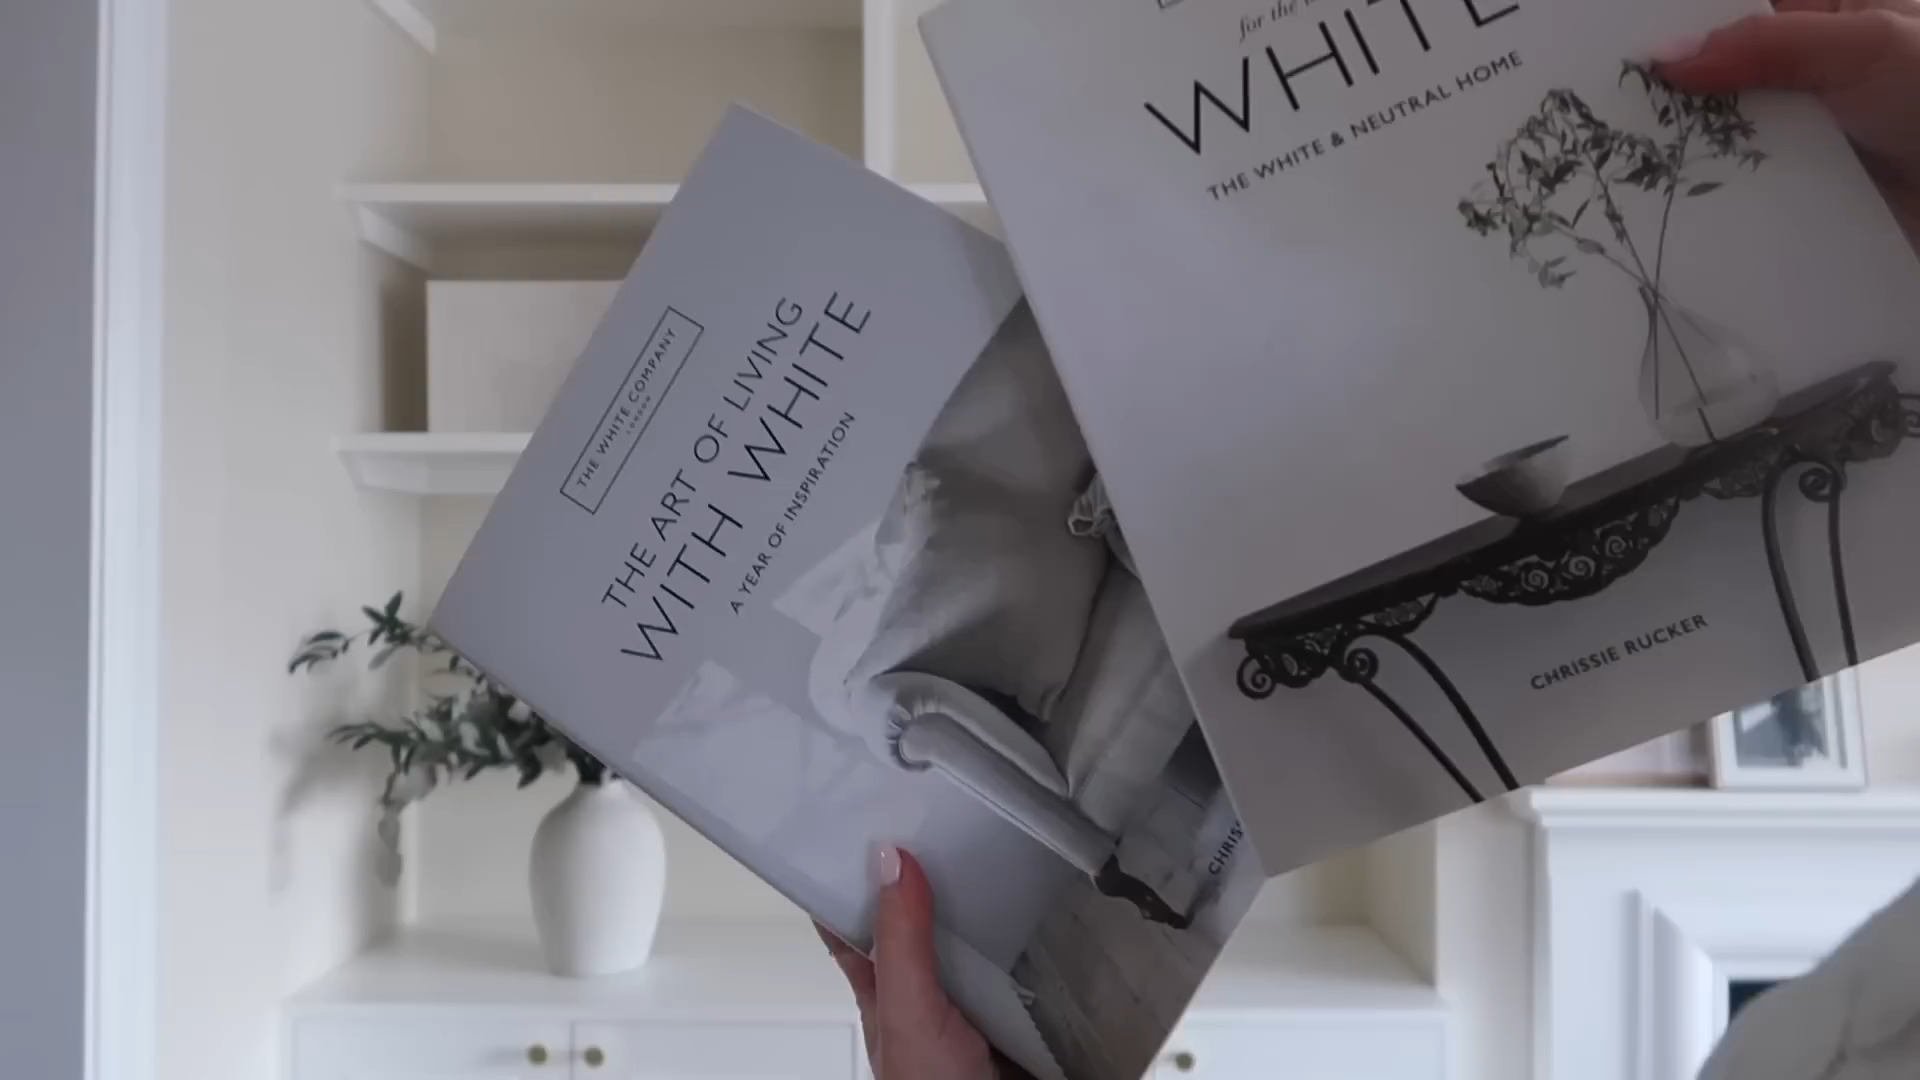 THE WHITE COMPANY
LONDON
THE ART OF LIVING
WITH WHITE
A YEAR OF INSPIRATION
CHRIS
for the
WHITE
THE WHITE & NEUTRAL HOME
CHRISSIE RUCKER